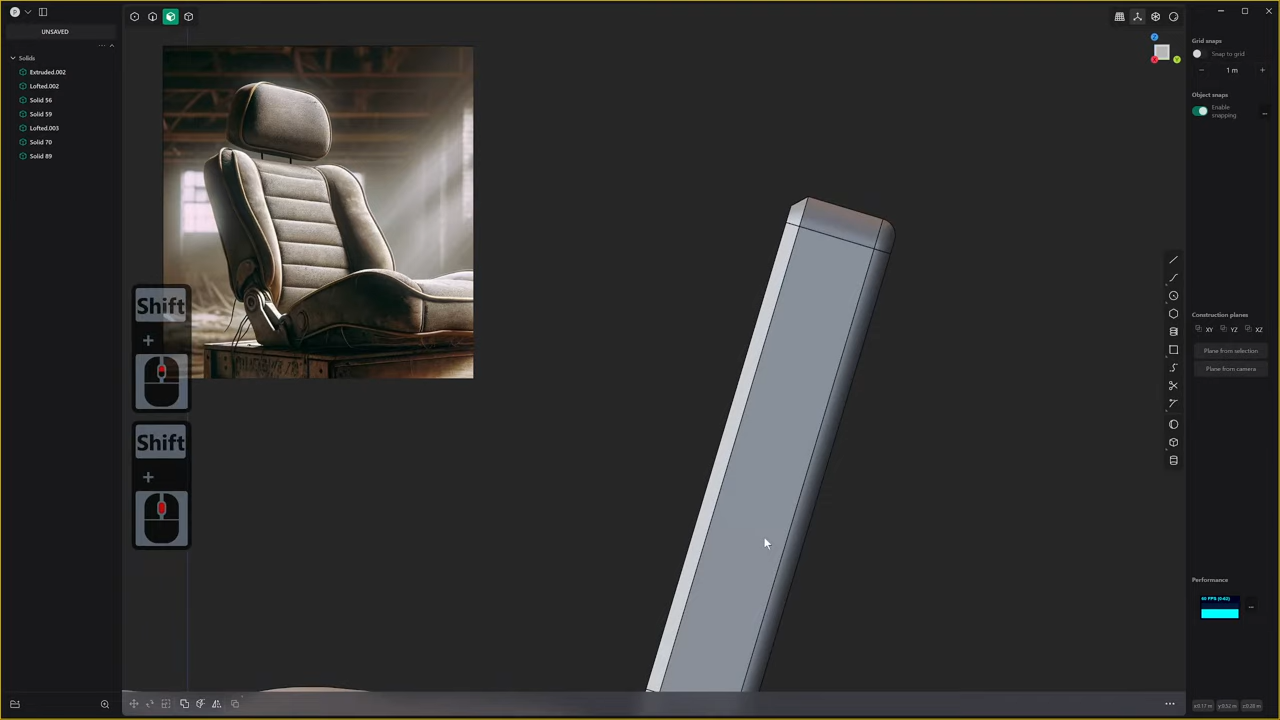 P
UNSAVED
Solids
Extruded.002
Lofted.002
Solid 56
Solid 59
Lofted.003
Solid 70
Solid 89
Shift
+
Shift
+
Z
X
Y
Grid snaps
Snap to grid
1 m
Object snaps
Enable
snapping
Construction planes
XY YZ XZ
Plane from selection
Plane from camera
Performance
60 FPS